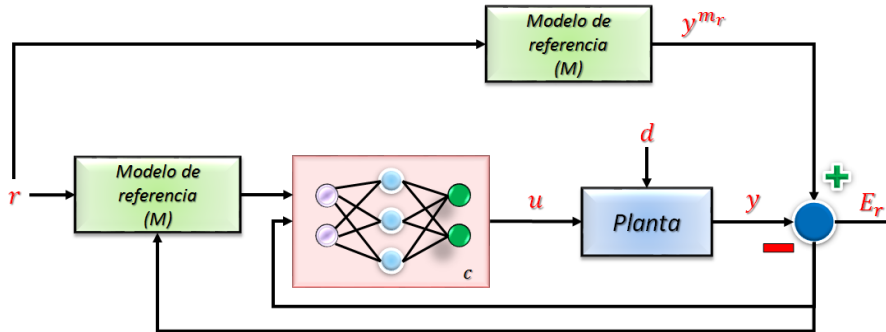 Modelo de
referencia
(M)
y^{m_r}
d
Modelo de
referencia
(M)
r
u
Planta
y
+
E_r
c